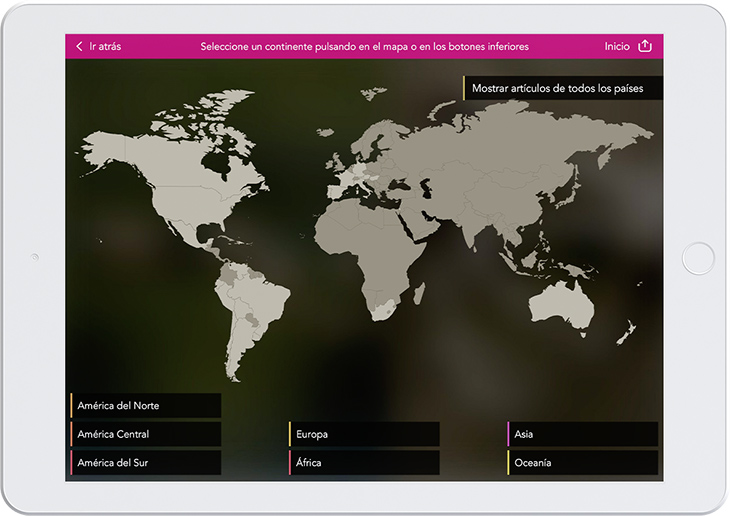 Ir atrás
Seleccione un continente pulsando en el mapa o en los botones inferiores
Inicio
Mostrar artículos de todos los países
América del Norte
América Central
Europa
Asia
América del Sur
África
Oceanía